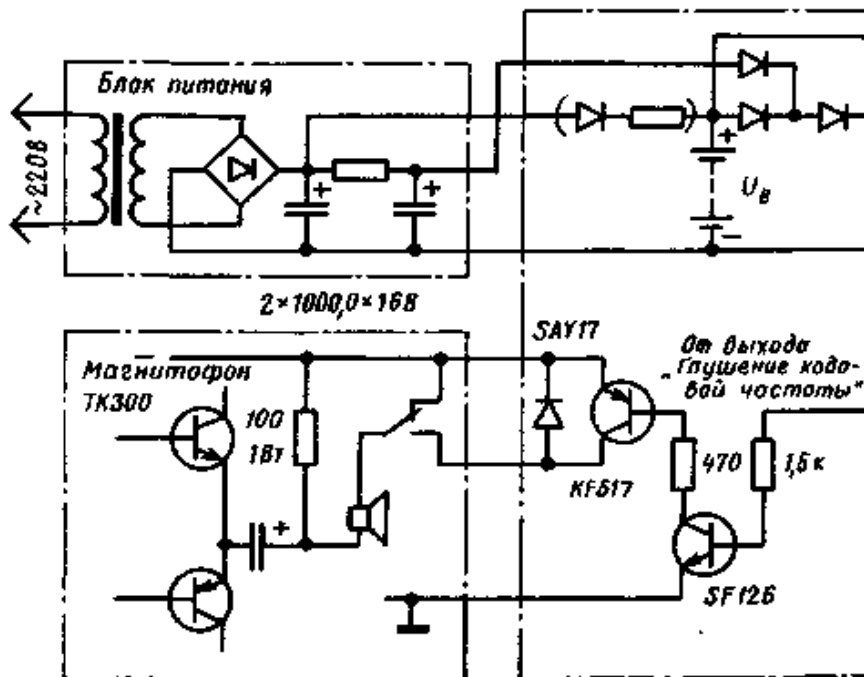 Блок питания
~220В
+
+
+
U_B
−
2×1000,0×16В
SAY17
Магнитофон
TK300
100
1Вт
+
От выхода
„Глушение кодо-
вой частоты"
470
1,5к
KF517
SF126